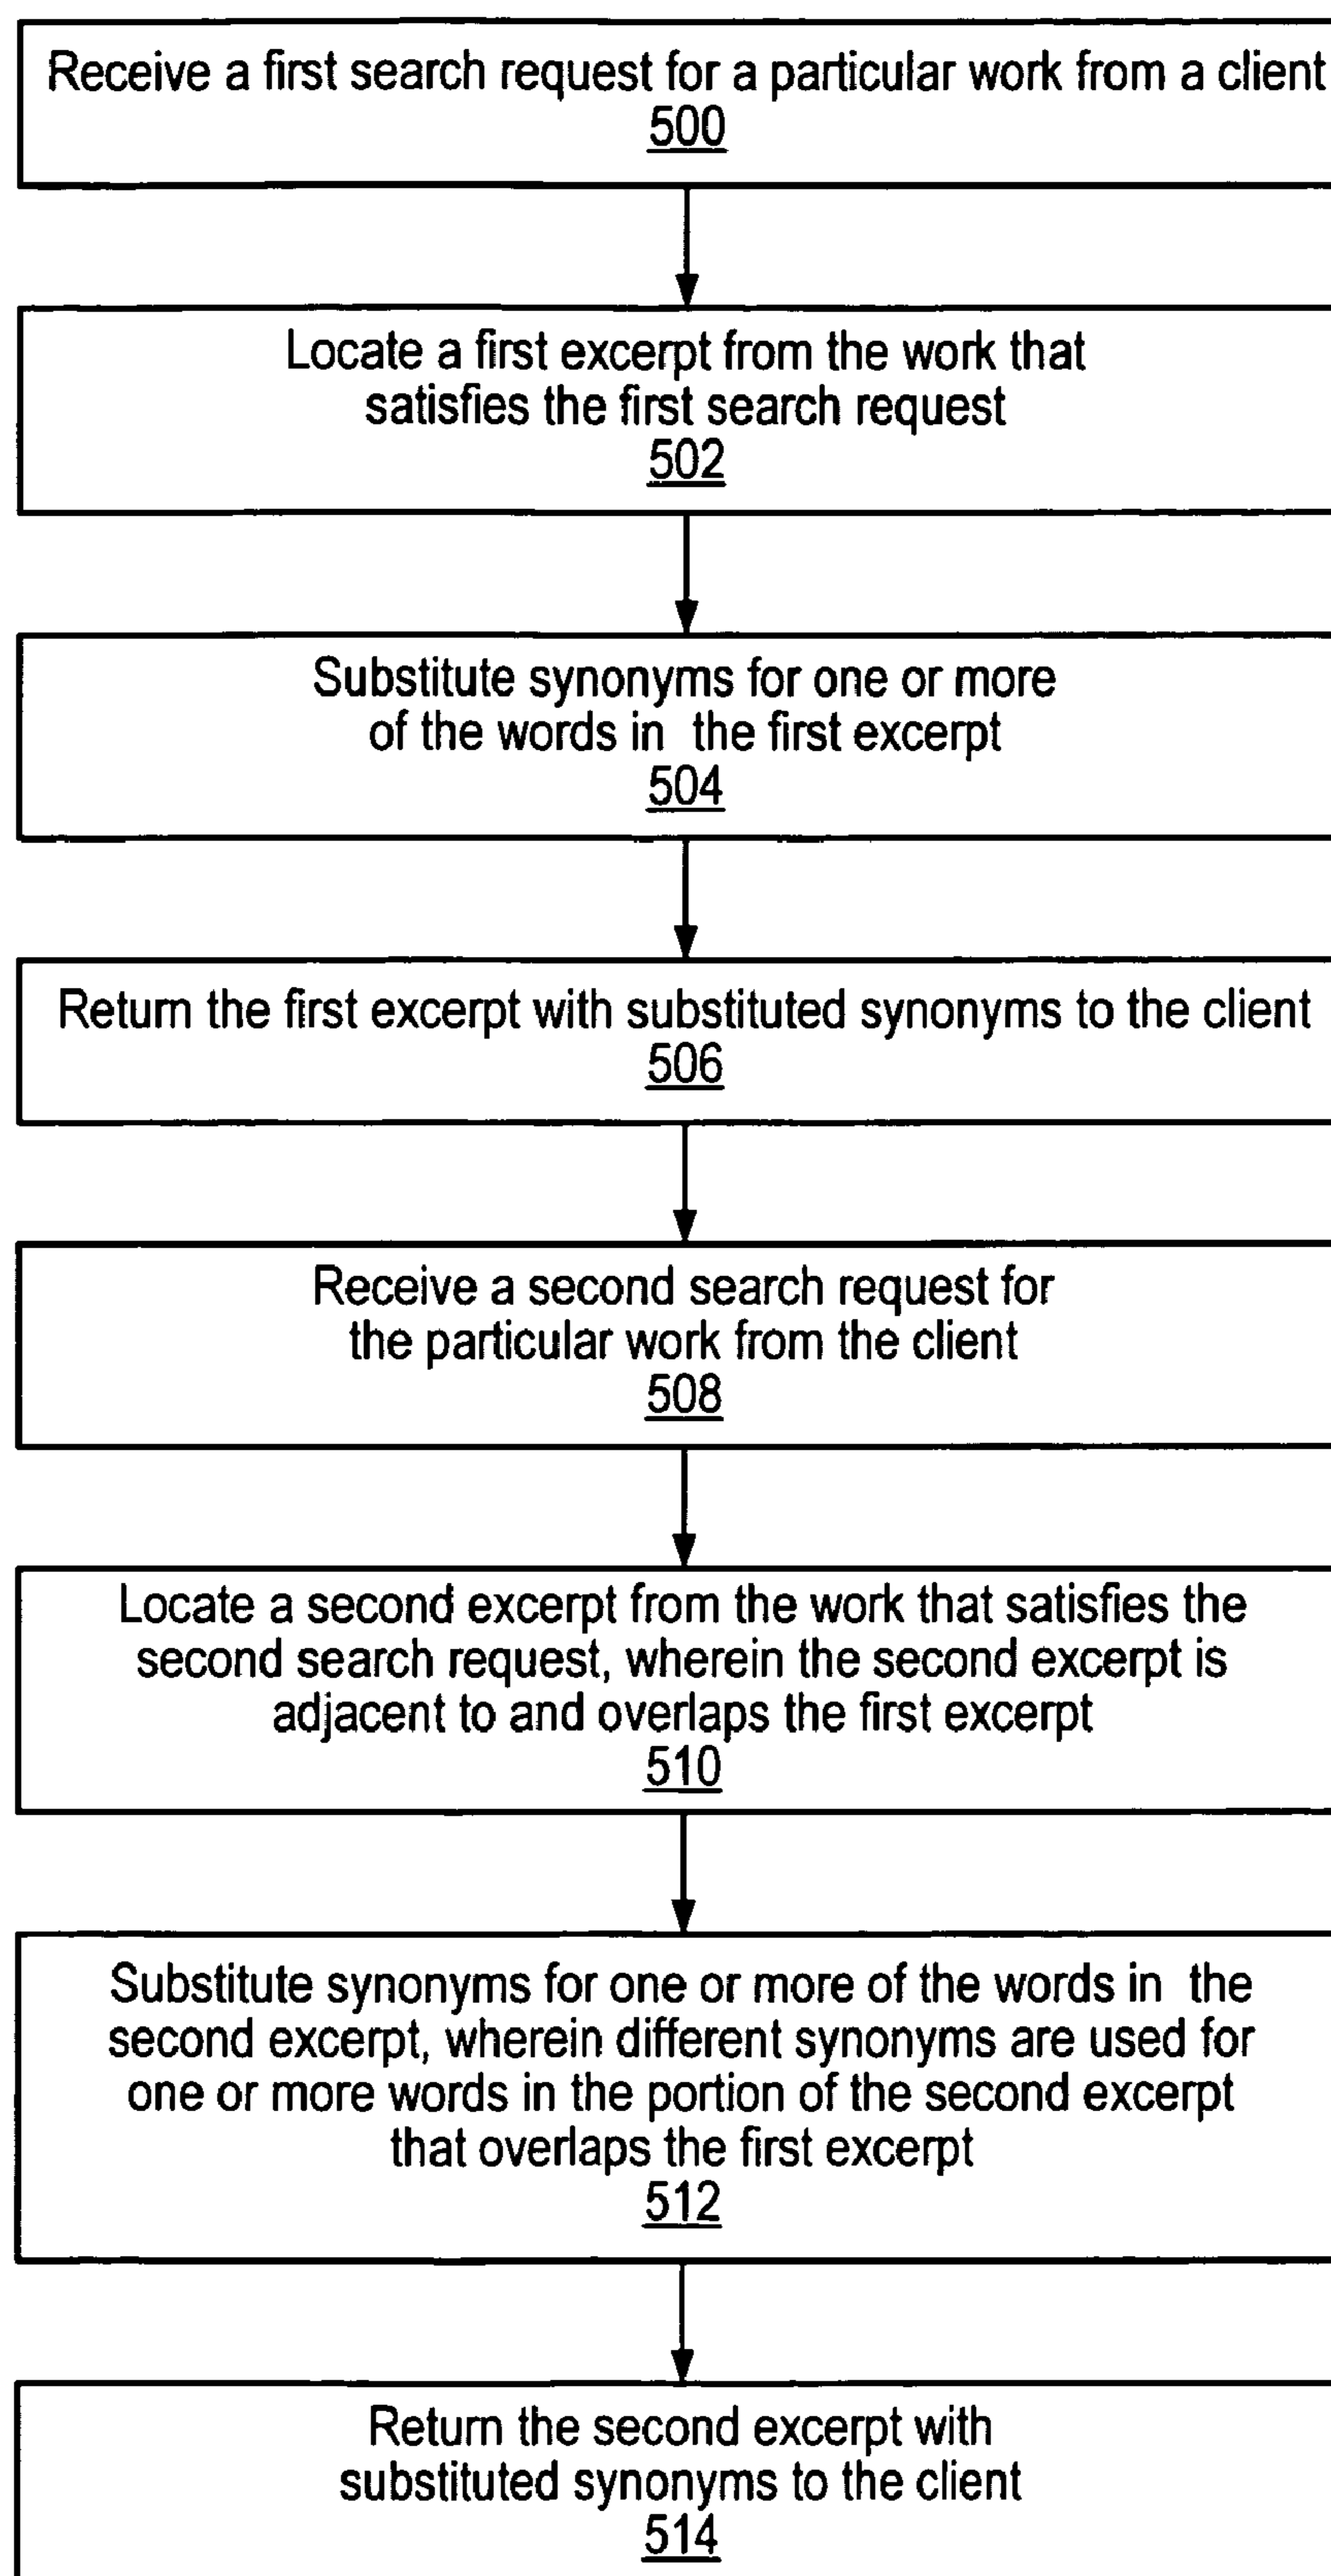 Receive a first search request for a particular work from a client
500
Locate a first excerpt from the work that
satisfies the first search request
502
Substitute synonyms for one or more
of the words in the first excerpt
504
Return the first excerpt with substituted synonyms to the client
506
Receive a second search request for
the particular work from the client
508
Locate a second excerpt from the work that satisfies the
second search request, wherein the second excerpt is
adjacent to and overlaps the first excerpt
510
Substitute synonyms for one or more of the words in the
second excerpt, wherein different synonyms are used for
one or more words in the portion of the second excerpt
that overlaps the first excerpt
512
Return the second excerpt with
substituted synonyms to the client
514